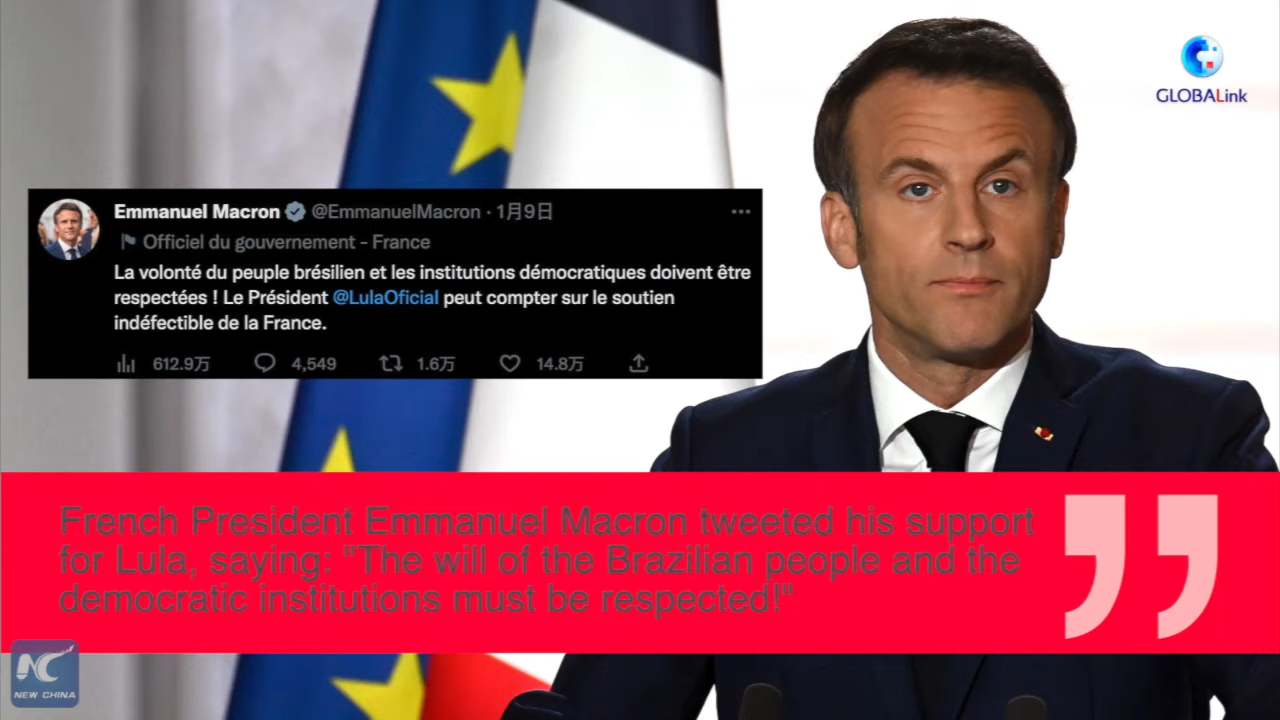 GLOBALink
Emmanuel Macron @EmmanuelMacron · 1月9日
Officiel du gouvernement - France
La volonté du peuple brésilien et les institutions démocratiques doivent être
respectées ! Le Président @LulaOficial peut compter sur le soutien
indéfectible de la France.
612.9万 4,549 1.6万 14.8万
French President Emmanuel Macron tweeted his support
for Lula, saying: "The will of the Brazilian people and the
democratic institutions must be respected!"
NC
NEW CHINA